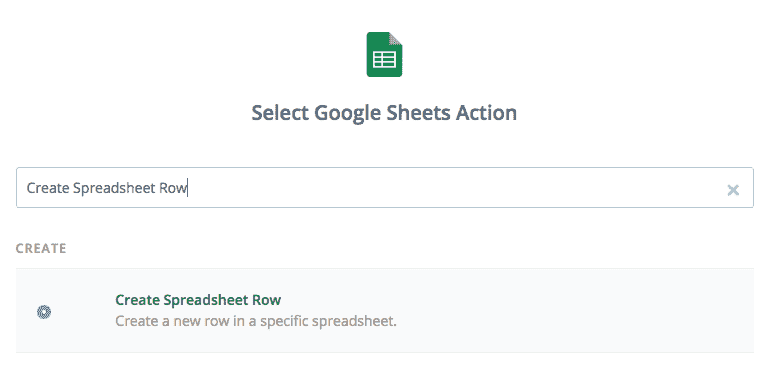 Select Google Sheets Action
Create Spreadsheet Row
CREATE
Create Spreadsheet Row
Create a new row in a specific spreadsheet.